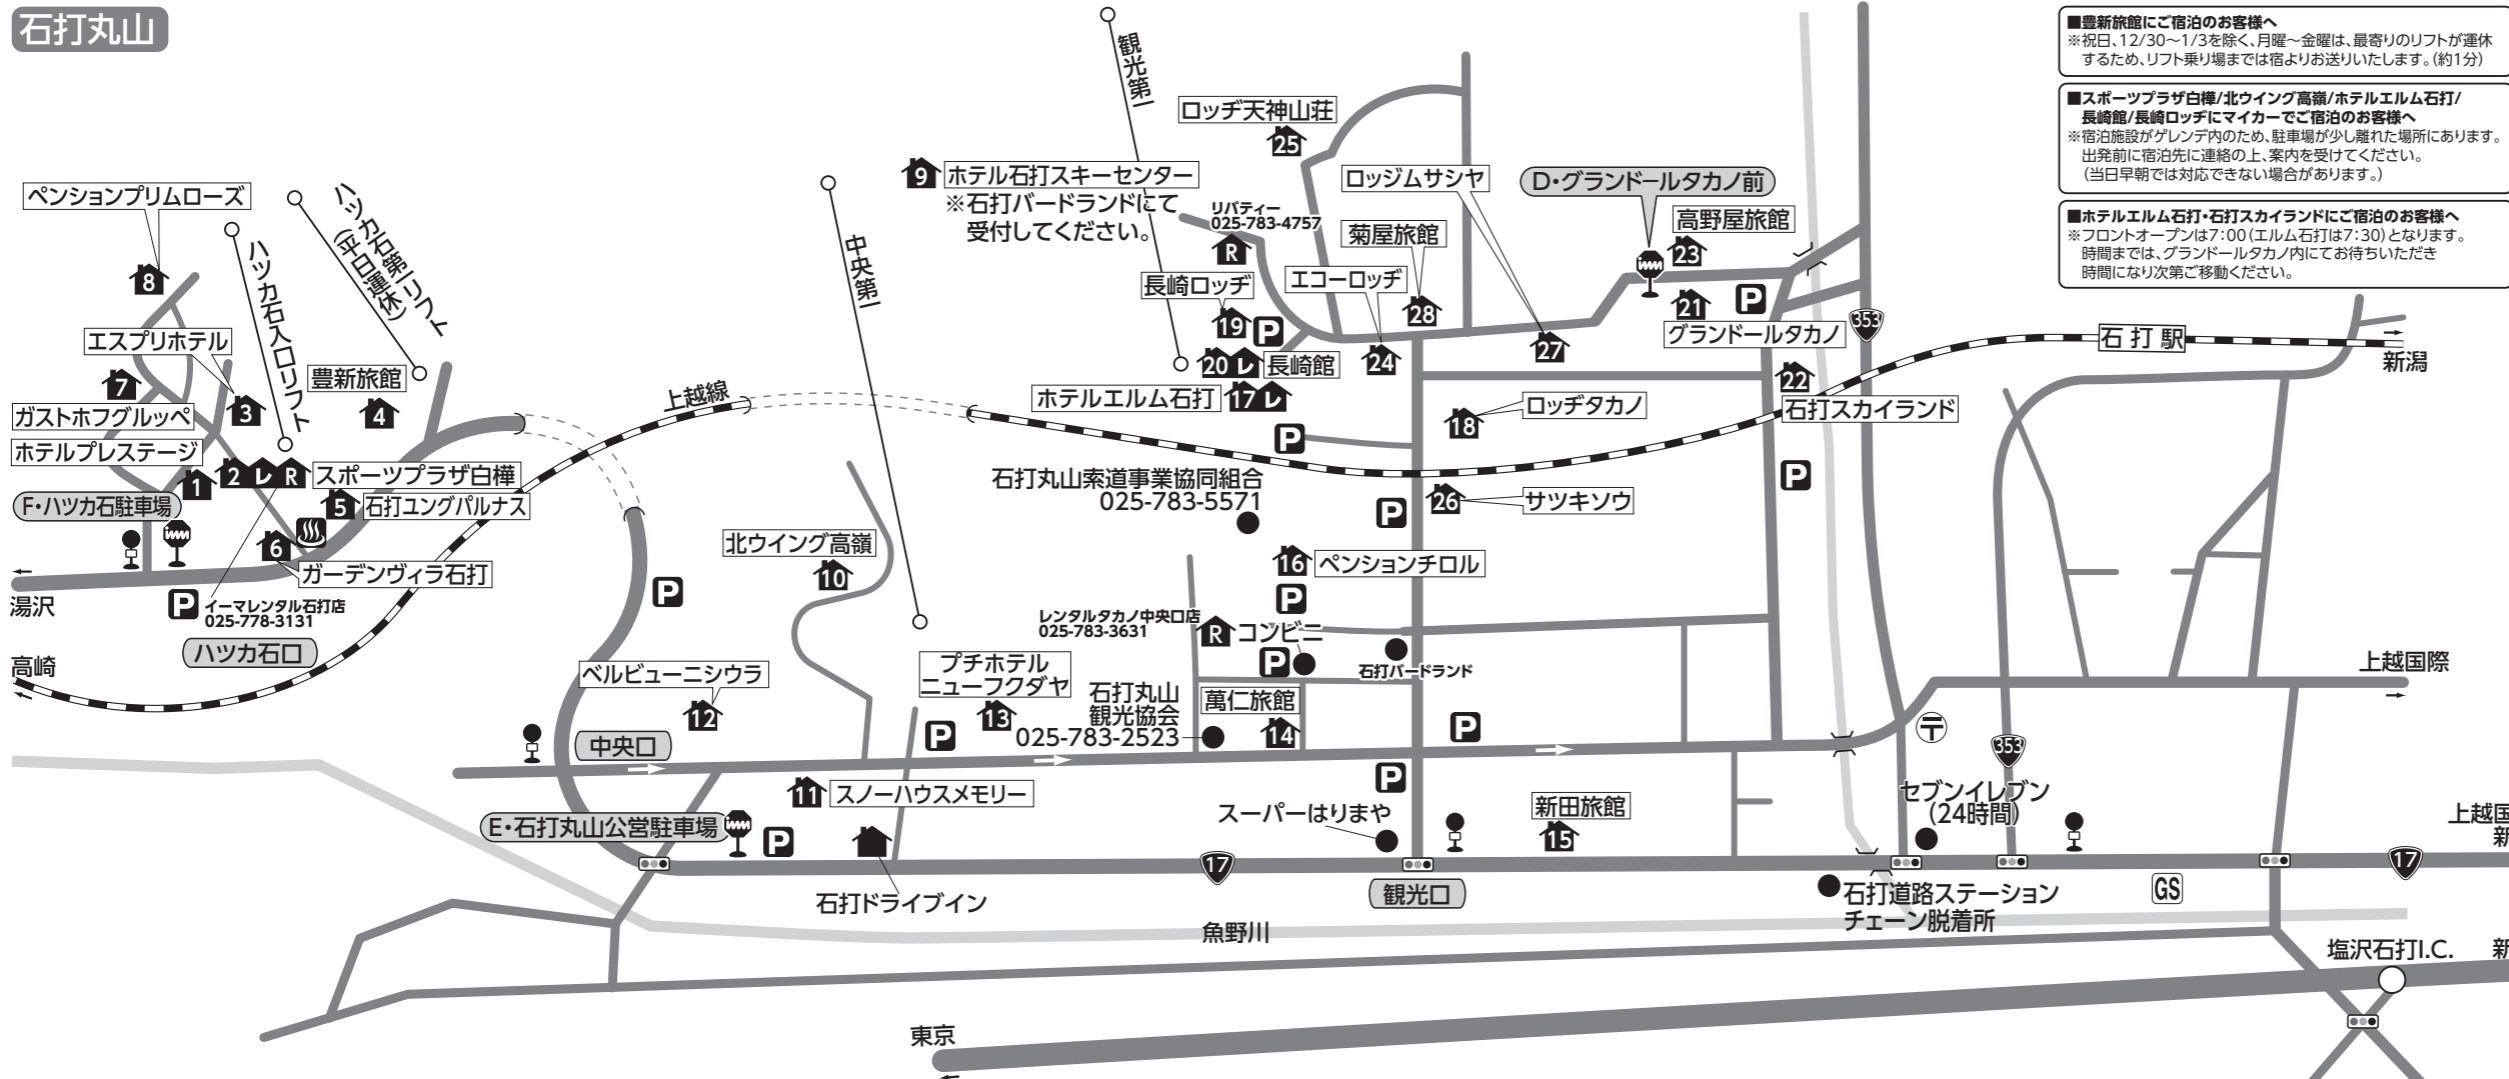 石打丸山
■豊新旅館にご宿泊のお客様へ
※祝日、12/30～1/3を除く、月曜～金曜は、最寄りのリフトが運休
するため、リフト乗り場までは宿よりお送りいたします。(約1分)
■スポーツプラザ白樺/北ウイング高嶺/ホテルエルム石打/
長崎館/長崎ロッヂにマイカーでご宿泊のお客様へ
※宿泊施設がゲレンデ内のため、駐車場が少し離れた場所にあります。
出発前に宿泊先に連絡の上、案内を受けてください。
(当日早朝では対応できない場合があります。)
■ホテルエルム石打・石打スカイランドにご宿泊のお客様へ
※フロントオープンは7:00(エルム石打は7:30)となります。
時間までは、グランドールタカノ内にてお待ちいただき
時間になり次第ご移動ください。
ペンションプリムローズ
8
ハツカ石入口リフト
ハツカ石第一リフト
(平日運休)
エスプリホテル
3
7
ガストホフグルッペ
豊新旅館
4
ホテルプレステージ
1
2 レ R
スポーツプラザ白樺
5
石打ユングパルナス
F・ハツカ石駐車場
6
ガーデンヴィラ石打
湯沢
P
イーマレンタル石打店
025-778-3131
ハツカ石口
高崎
上越線
中央第一
観光第一
9
ホテル石打スキーセンター
※石打バードランドにて
受付してください。
ロッヂ天神山荘
25
リバティー
025-783-4757
R
長崎ロッヂ
19
P
20 レ
長崎館
ホテルエルム石打
17 レ
エコーロッヂ
24
菊屋旅館
28
ロッジムサシヤ
27
D・グランドールタカノ前
高野屋旅館
23
21
P
グランドールタカノ
353
22
石打スカイランド
石打駅
新潟
ロッヂタカノ
18
P
P
石打丸山索道事業協同組合
025-783-5571
P
26
サツキソウ
16
ペンションチロル
P
北ウイング高嶺
10
P
レンタルタカノ中央口店
025-783-3631
R
コンビニ
P
石打バードランド
ベルビューニシウラ
12
プチホテル
ニューフクダヤ
13
P
石打丸山
観光協会
025-783-2523
萬仁旅館
14
P
中央口
11
スノーハウスメモリー
P
上越国際
〒
353
E・石打丸山公営駐車場
P
石打ドライブイン
スーパーはりまや
新田旅館
15
セブンイレブン
(24時間)
上越国
新
17
17
観光口
石打道路ステーション
チェーン脱着所
GS
魚野川
塩沢石打I.C.
新
東京